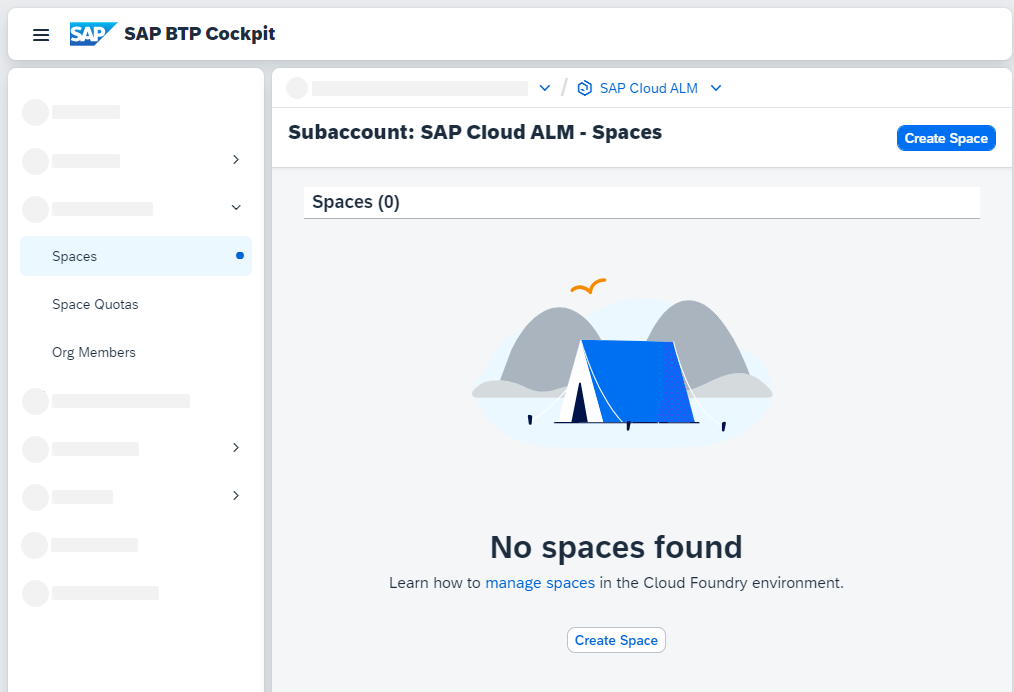 SAP SAP BTP Cockpit
/ SAP Cloud ALM
Subaccount: SAP Cloud ALM - Spaces
Create Space
Spaces (0)
Spaces
Space Quotas
Org Members
No spaces found
Learn how to manage spaces in the Cloud Foundry environment.
Create Space